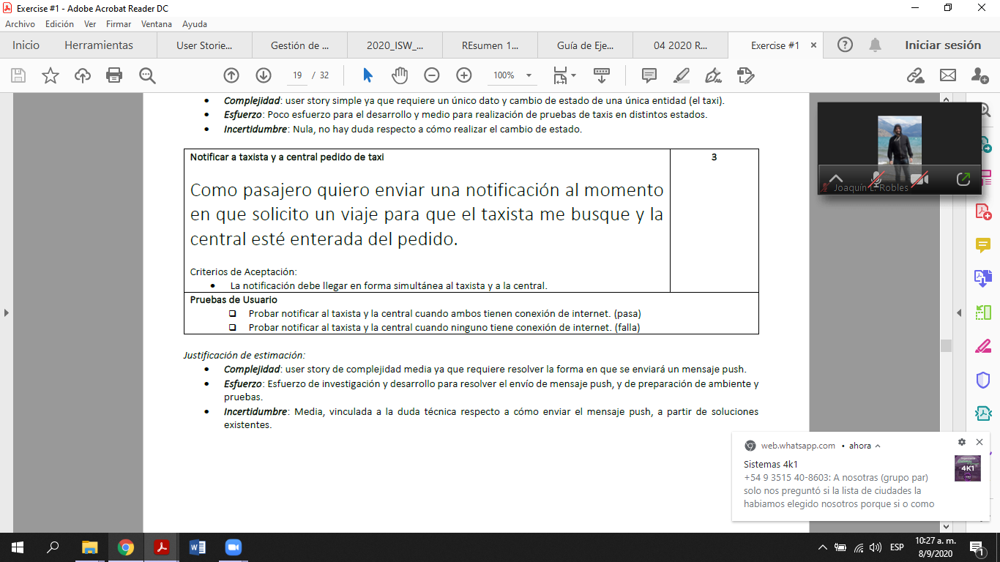 Exercise #1 - Adobe Acrobat Reader DC
Archivo Edición Ver Firmar Ventana Ayuda
Inicio Herramientas User Storie... Gestión de ... 2020_ISW_... REsumen 1... Guía de Eje... 04 2020 R... Exercise #1 Iniciar sesión
19 / 32 100%
Complejidad: user story simple ya que requiere un único dato y cambio de estado de una única entidad (el taxi).
Esfuerzo: Poco esfuerzo para el desarrollo y medio para realización de pruebas de taxis en distintos estados.
Incertidumbre: Nula, no hay duda respecto a cómo realizar el cambio de estado.
Notificar a taxista y a central pedido de taxi 3
Como pasajero quiero enviar una notificación al momento
en que solicito un viaje para que el taxista me busque y la
central esté enterada del pedido.
Criterios de Aceptación:
La notificación debe llegar en forma simultánea al taxista y a la central.
Pruebas de Usuario
Probar notificar al taxista y la central cuando ambos tienen conexión de internet. (pasa)
Probar notificar al taxista y la central cuando ninguno tiene conexión de internet. (falla)
Justificación de estimación:
Complejidad: user story de complejidad media ya que requiere resolver la forma en que se enviará un mensaje push.
Esfuerzo: Esfuerzo de investigación y desarrollo para resolver el envío de mensaje push, y de preparación de ambiente y
pruebas.
Incertidumbre: Media, vinculada a la duda técnica respecto a cómo enviar el mensaje push, a partir de soluciones
existentes.
Joaquín L. Robles
web.whatsapp.com • ahora
Sistemas 4k1
+54 9 3515 40-8603: A nosotras (grupo par)
solo nos preguntó si la lista de ciudades la
habiamos elegido nosotros porque si o como
4K1
ESP
10:27 a. m.
8/9/2020
1